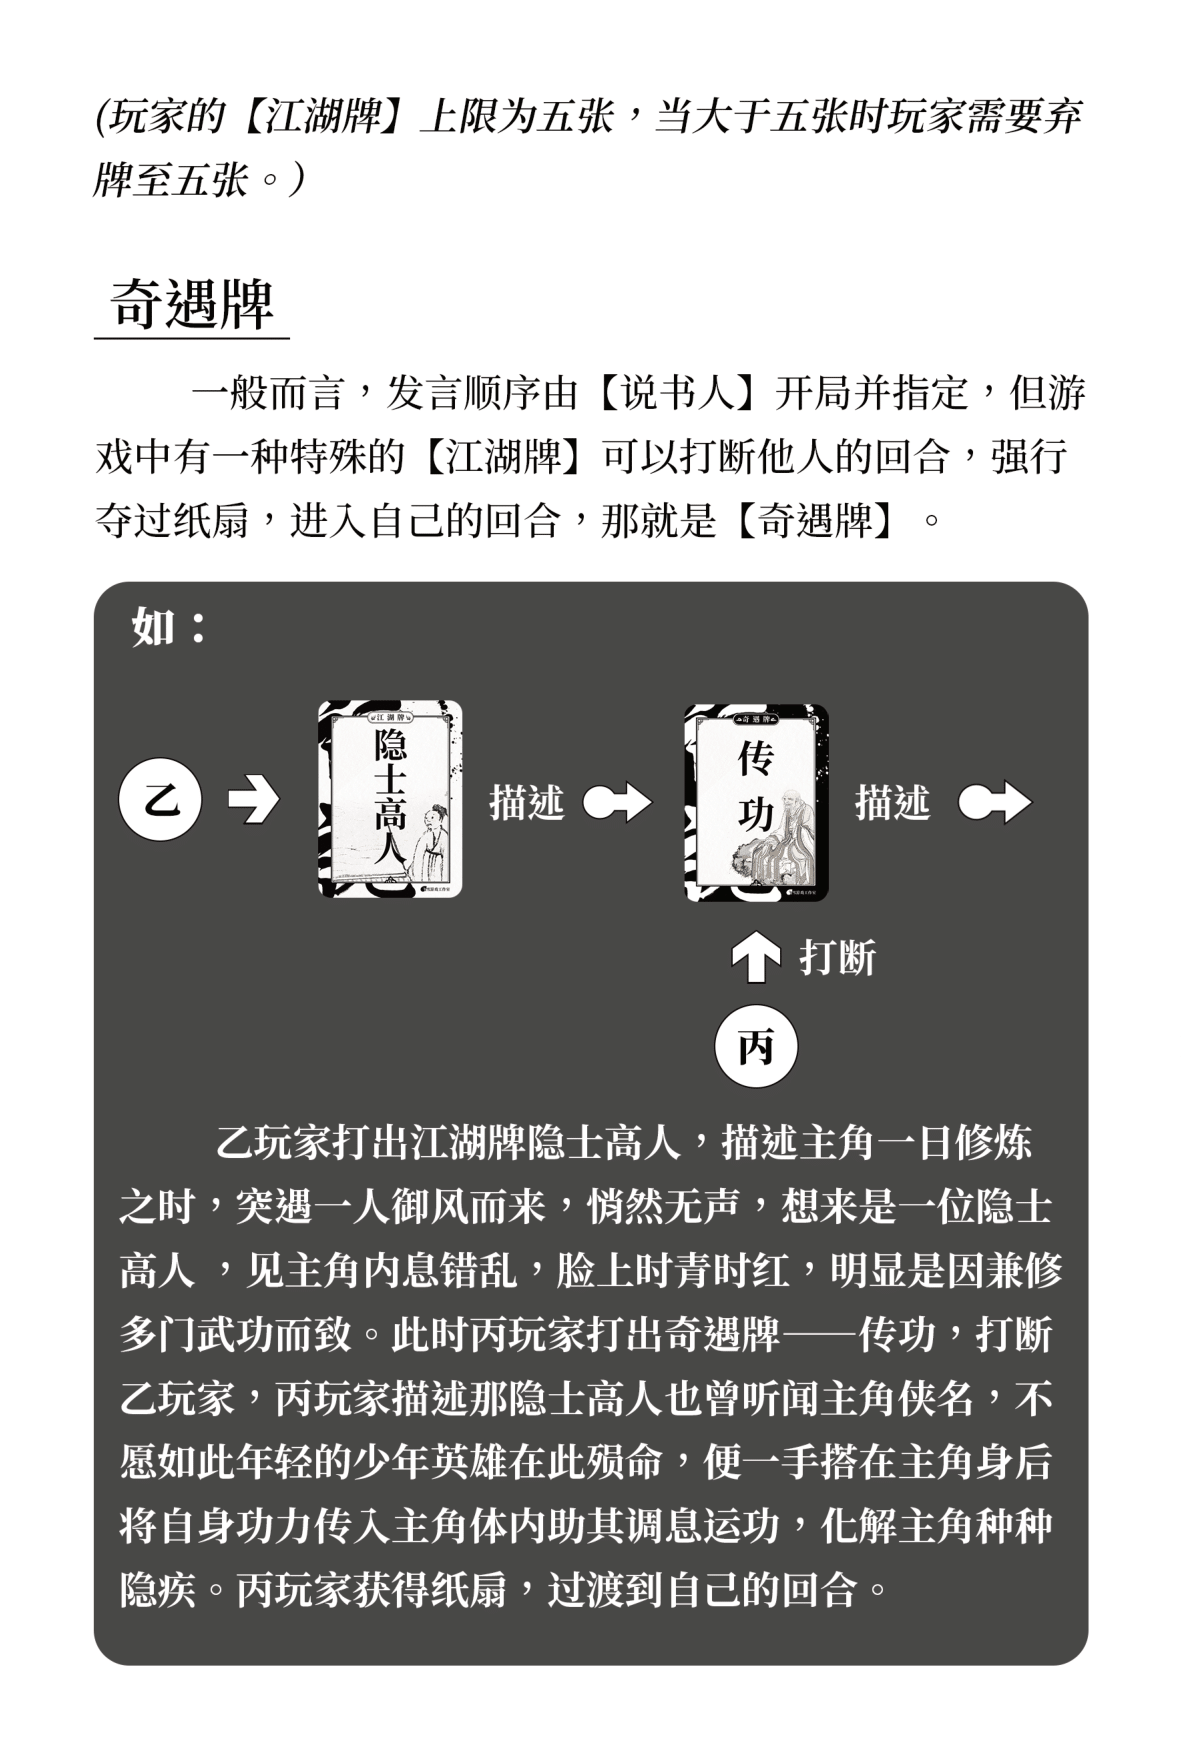 (玩家的【江湖牌】上限为五张，当大于五张时玩家需要弃
牌至五张。)
奇遇牌
一般而言，发言顺序由【说书人】开局并指定，但游
戏中有一种特殊的【江湖牌】可以打断他人的回合，强行
夺过纸扇，进入自己的回合，那就是【奇遇牌】。
如：
乙
江湖牌
隐士高人
描述
奇遇牌
传功
描述
打断
丙
乙玩家打出江湖牌隐士高人，描述主角一日修炼
之时，突遇一人御风而来，悄然无声，想来是一位隐士
高人 ，见主角内息错乱，脸上时青时红，明显是因兼修
多门武功而致。此时丙玩家打出奇遇牌——传功，打断
乙玩家，丙玩家描述那隐士高人也曾听闻主角侠名，不
愿如此年轻的少年英雄在此殒命，便一手搭在主角身后
将自身功力传入主角体内助其调息运功，化解主角种种
隐疾。丙玩家获得纸扇，过渡到自己的回合。